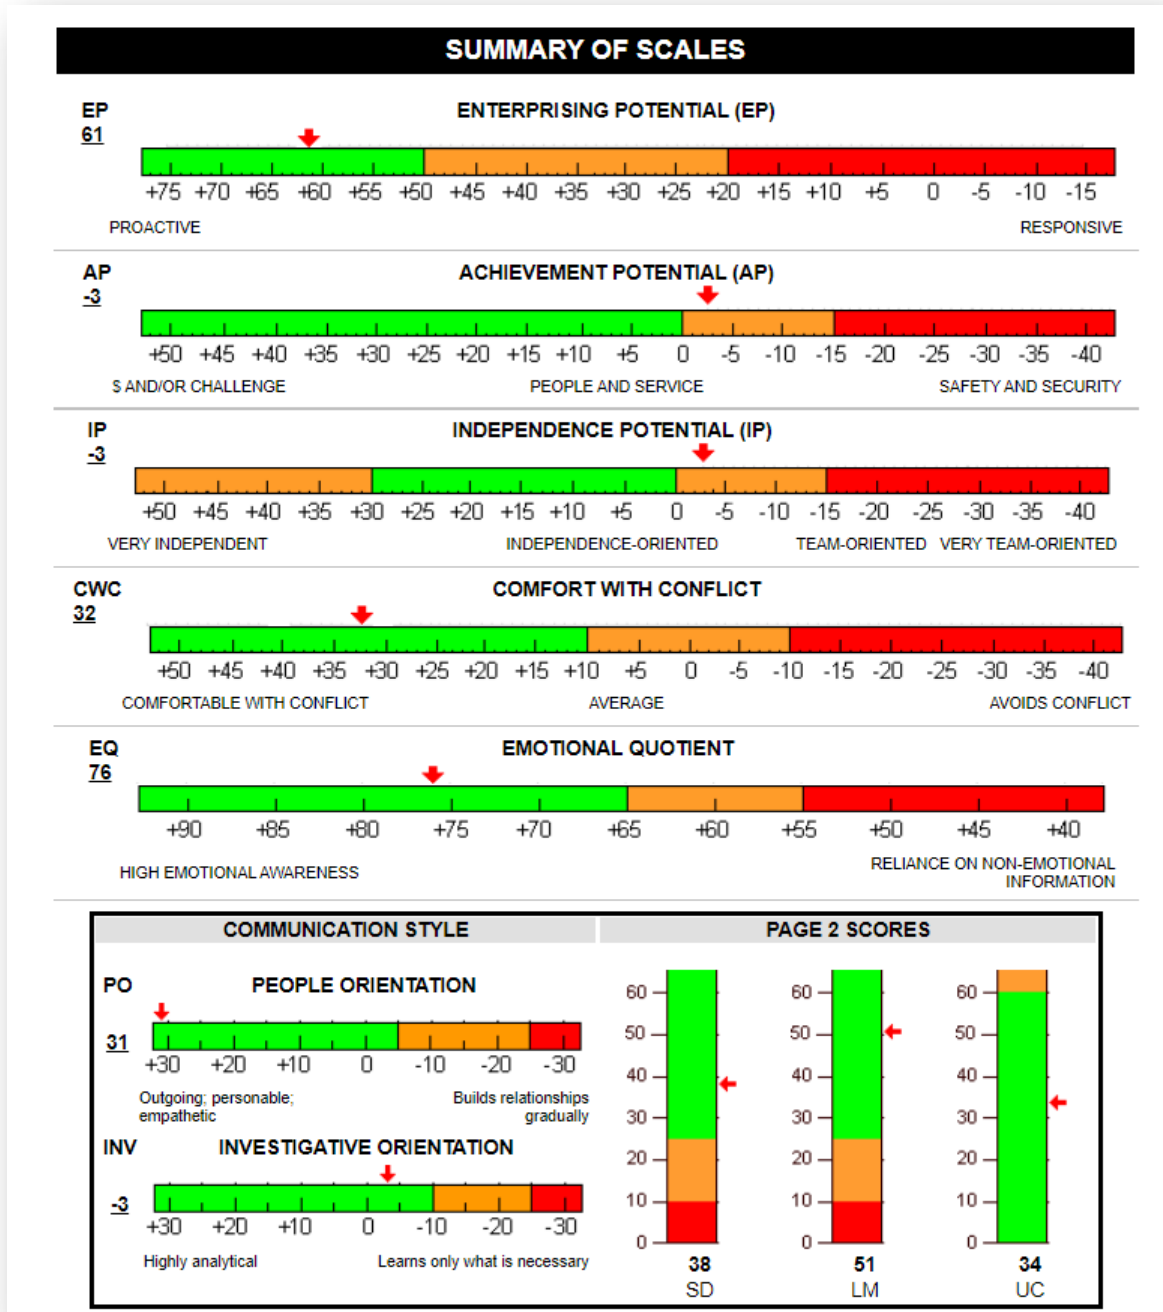 SUMMARY OF SCALES
EP
61
ENTERPRISING POTENTIAL (EP)
+75 +70 +65 +60 +55 +50 +45 +40 +35 +30 +25 +20 +15 +10 +5 0 -5 -10 -15
PROACTIVE RESPONSIVE
AP
-3
ACHIEVEMENT POTENTIAL (AP)
+50 +45 +40 +35 +30 +25 +20 +15 +10 +5 0 -5 -10 -15 -20 -25 -30 -35 -40
$ AND/OR CHALLENGE PEOPLE AND SERVICE SAFETY AND SECURITY
IP
-3
INDEPENDENCE POTENTIAL (IP)
+50 +45 +40 +35 +30 +25 +20 +15 +10 +5 0 -5 -10 -15 -20 -25 -30 -35 -40
VERY INDEPENDENT INDEPENDENCE-ORIENTED TEAM-ORIENTED VERY TEAM-ORIENTED
CWC
32
COMFORT WITH CONFLICT
+50 +45 +40 +35 +30 +25 +20 +15 +10 +5 0 -5 -10 -15 -20 -25 -30 -35 -40
COMFORTABLE WITH CONFLICT AVERAGE AVOIDS CONFLICT
EQ
76
EMOTIONAL QUOTIENT
+90 +85 +80 +75 +70 +65 +60 +55 +50 +45 +40
HIGH EMOTIONAL AWARENESS
RELIANCE ON NON-EMOTIONAL
INFORMATION
COMMUNICATION STYLE
PO PEOPLE ORIENTATION
31
+30 +20 +10 0 -10 -20 -30
Outgoing; personable;
empathetic
Builds relationships
gradually
INV INVESTIGATIVE ORIENTATION
-3
+30 +20 +10 0 -10 -20 -30
Highly analytical Learns only what is necessary
PAGE 2 SCORES
60 60 60
50 50 50
40 40 40
30 30 30
20 20 20
10 10 10
0 0 0
38 51 34
SD LM UC